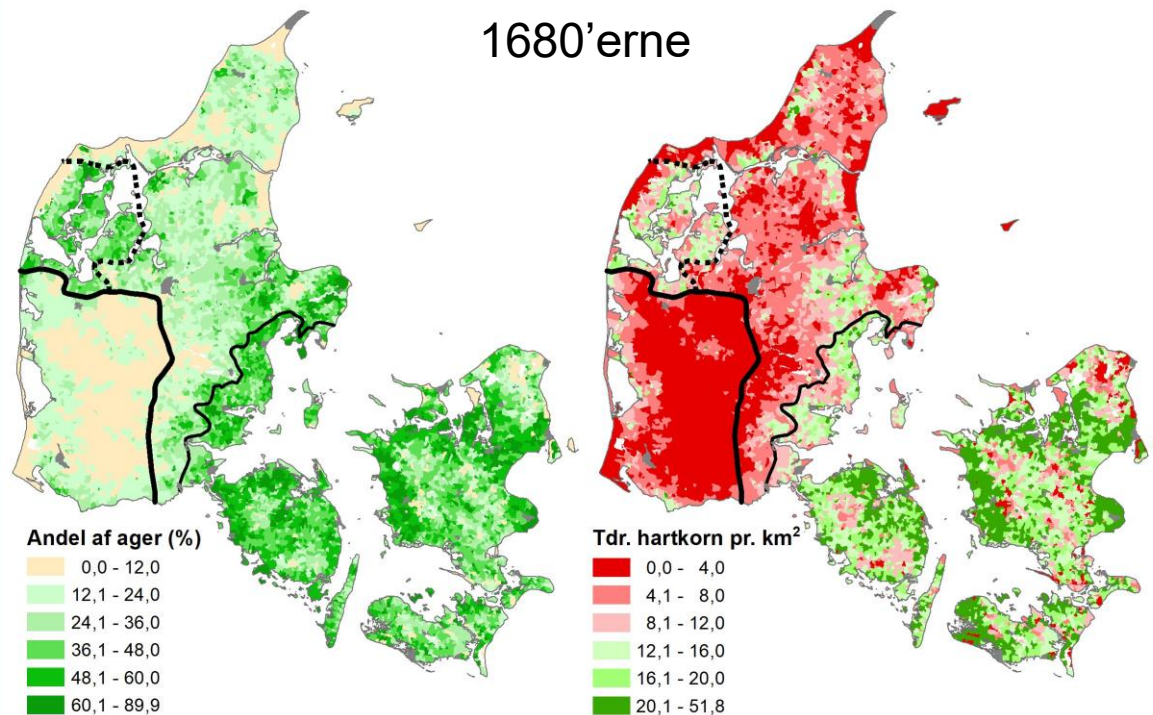 1680’erne
Andel af ager (%)
0,0 - 12,0
12,1 - 24,0
24,1 - 36,0
36,1 - 48,0
48,1 - 60,0
60,1 - 89,9
Tdr. hartkorn pr. km²
0,0 - 4,0
4,1 - 8,0
8,1 - 12,0
12,1 - 16,0
16,1 - 20,0
20,1 - 51,8